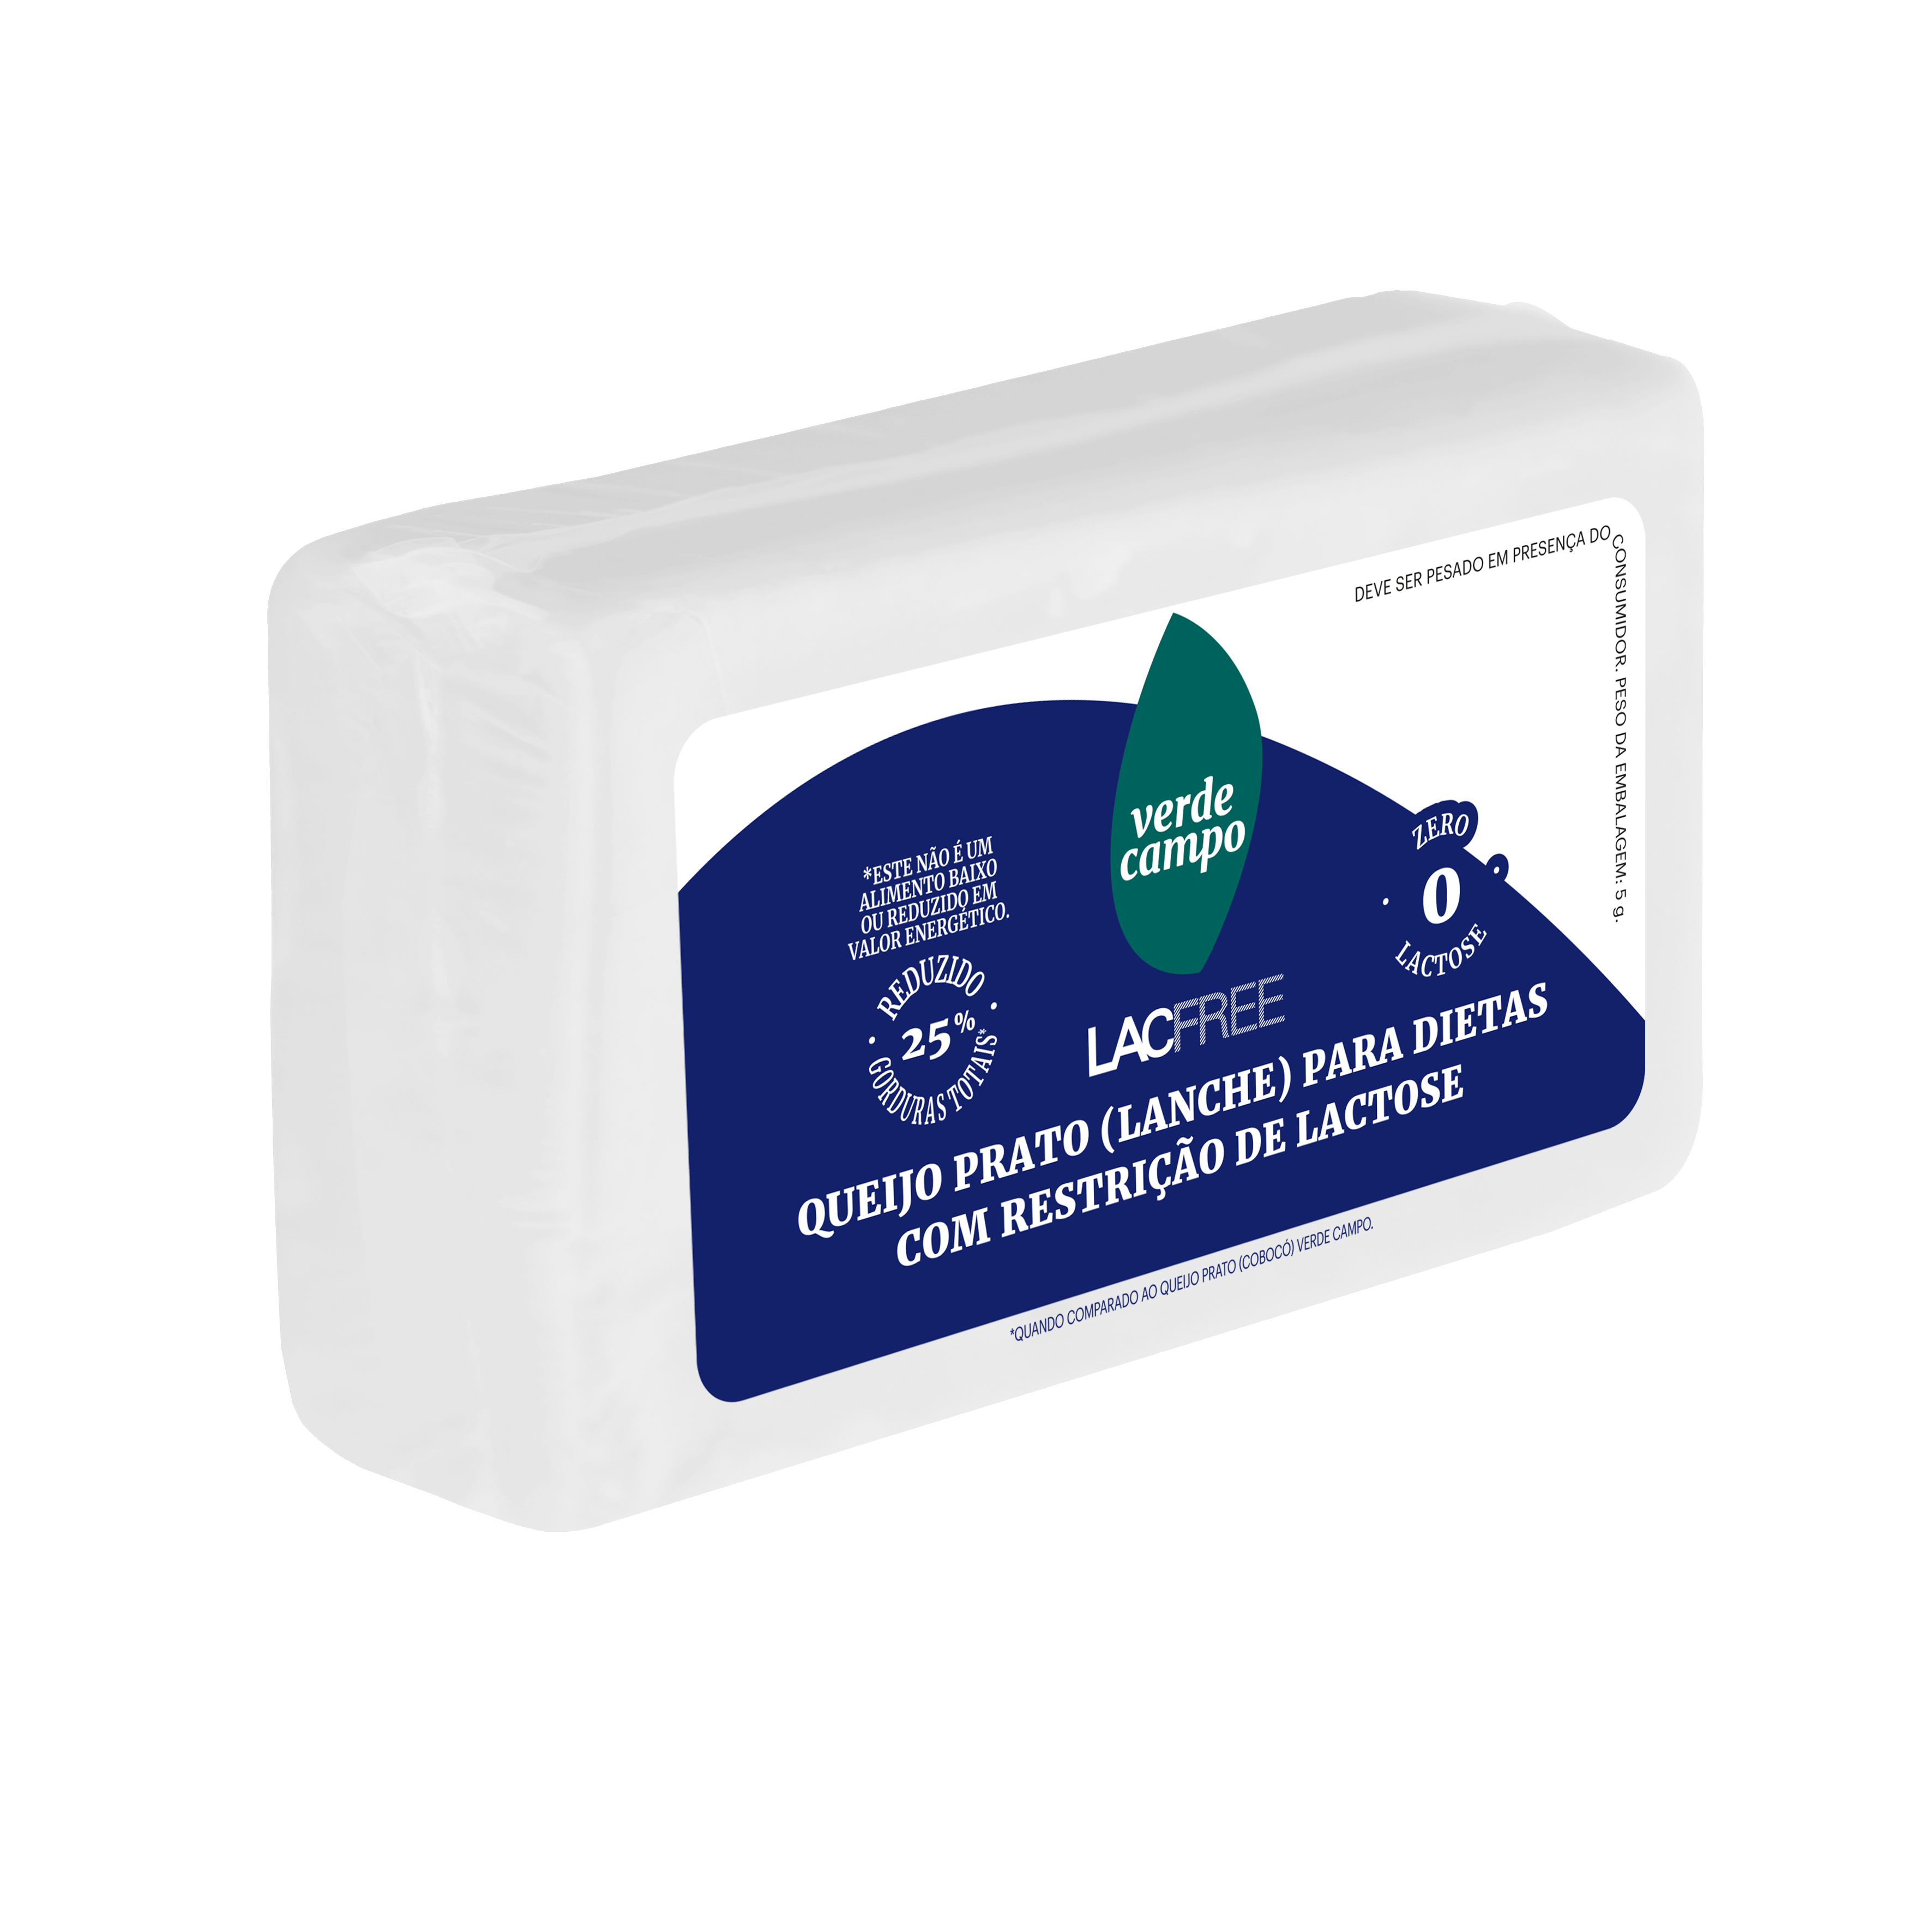 DEVE SER PESADO EM PRESENÇA DO
CONSUMIDOR. PESO DA EMBALAGEM: 5 g.
verde
campo
*ESTE NÃO É UM
ALIMENTO BAIXO
OU REDUZIDO EM
VALOR ENERGÉTICO.
REDUZIDO
25%
GORDURAS TOTAIS*
ZERO
0
LACTOSE
LACFREE
QUEIJO PRATO (LANCHE) PARA DIETAS
COM RESTRIÇÃO DE LACTOSE
*QUANDO COMPARADO AO QUEIJO PRATO (COBOCÓ) VERDE CAMPO.